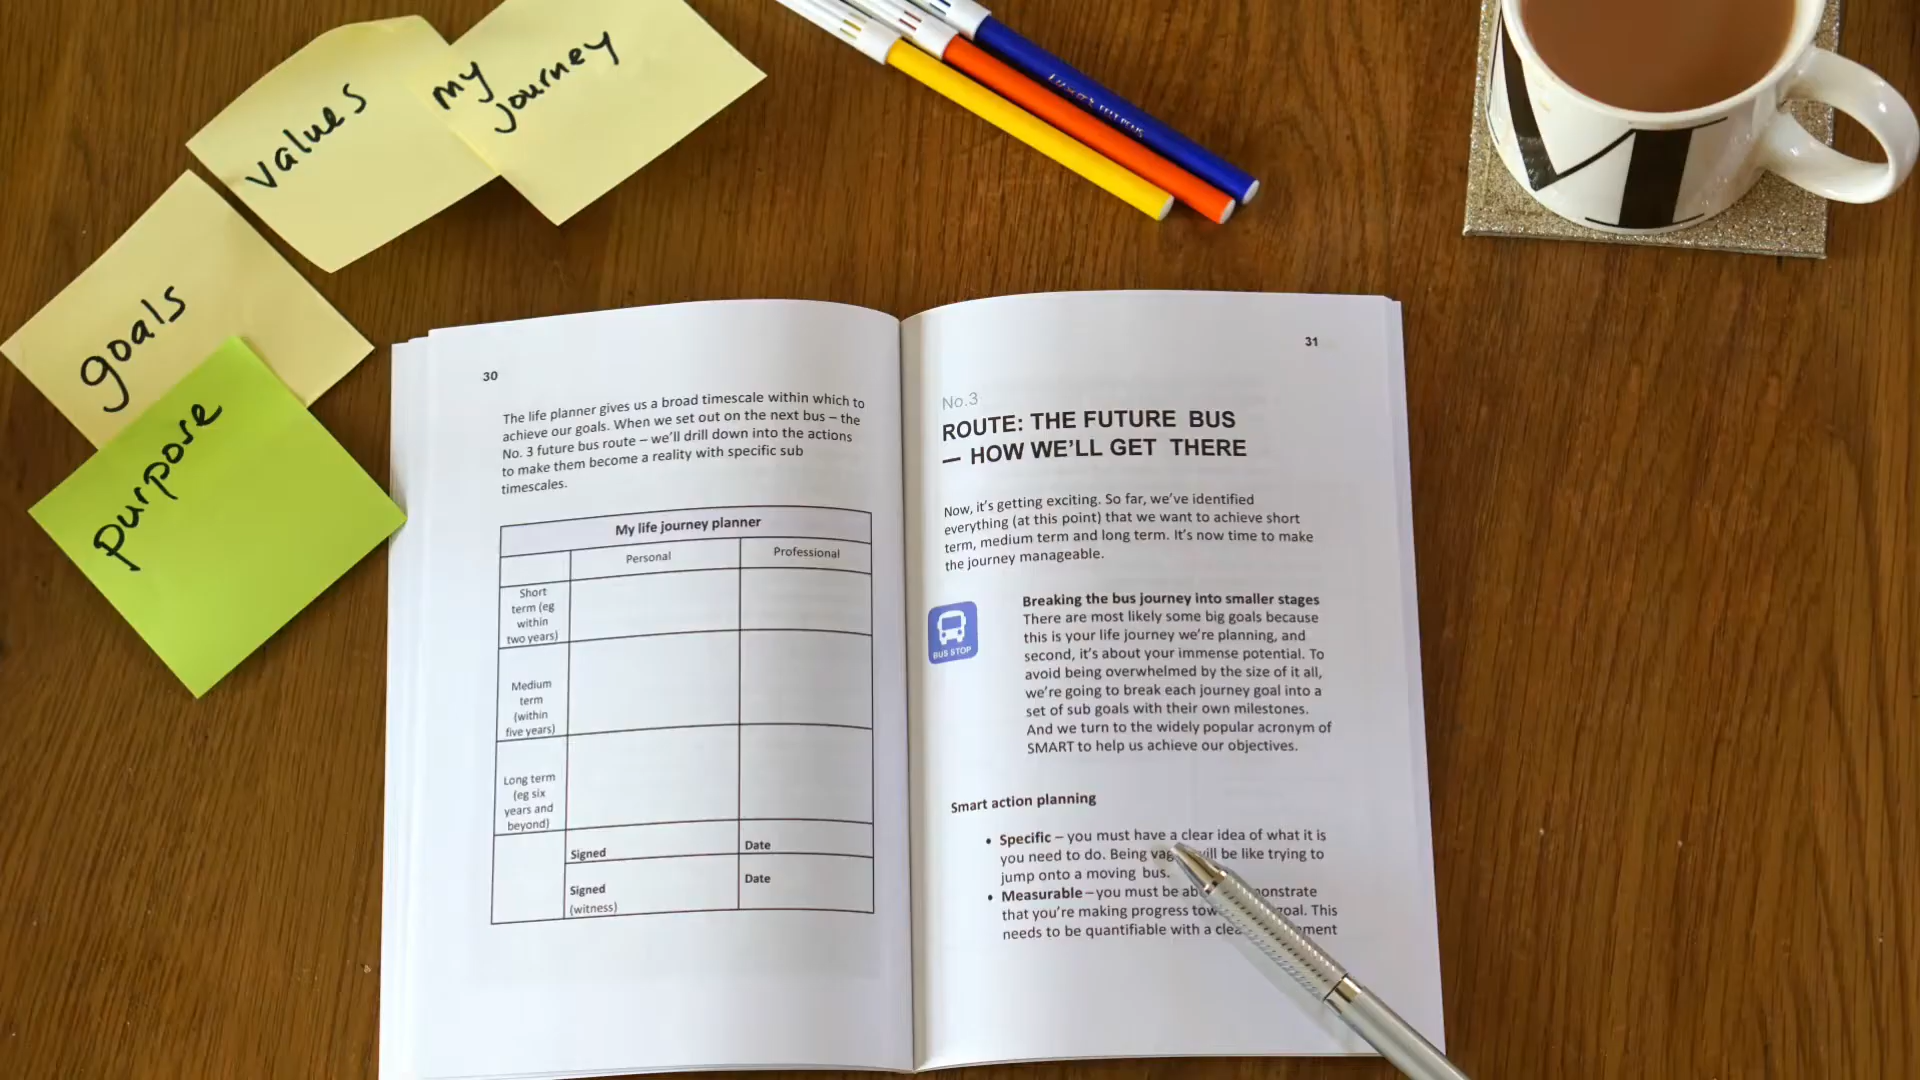 values
my
journey
goals
purpose
30
The life planner gives us a broad timescale within which to
achieve our goals. When we set out on the next bus – the
No. 3 future bus route – we'll drill down into the actions
to make them become a reality with specific sub
timescales.
My life journey planner
Personal Professional
Short
term (eg
within
two years)
Medium
term
(within
five years)
Long term
(eg six
years and
beyond)
Signed Date
Signed Date
(witness)
31
No.3
ROUTE: THE FUTURE BUS
— HOW WE'LL GET THERE
Now, it's getting exciting. So far, we've identified
everything (at this point) that we want to achieve short
term, medium term and long term. It's now time to make
the journey manageable.
BUS STOP
Breaking the bus journey into smaller stages
There are most likely some big goals because
this is your life journey we're planning, and
second, it's about your immense potential. To
avoid being overwhelmed by the size of it all,
we're going to break each journey goal into a
set of sub goals with their own milestones.
And we turn to the widely popular acronym of
SMART to help us achieve our objectives.
Smart action planning
• Specific – you must have a clear idea of what it is
you need to do. Being will be like trying to
jump onto a moving bus.
• Measurable – you must be
that you're making progress goal. This
needs to be quantifiable with a